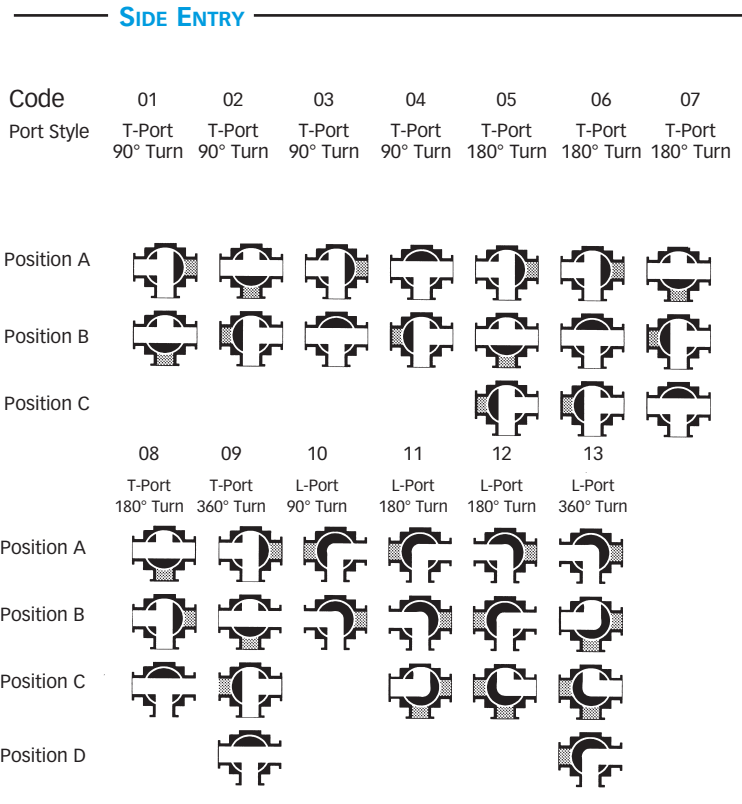 SIDE ENTRY
Code 01 02 03 04 05 06 07
Port Style T-Port T-Port T-Port T-Port T-Port T-Port T-Port
90° Turn 90° Turn 90° Turn 90° Turn 180° Turn 180° Turn 180° Turn
Position A
Position B
Position C
08 09 10 11 12 13
T-Port T-Port L-Port L-Port L-Port L-Port
180° Turn 360° Turn 90° Turn 180° Turn 180° Turn 360° Turn
Position A
Position B
Position C
Position D